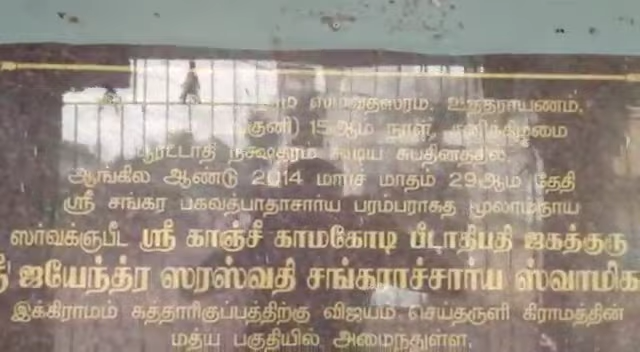 ஸம்வத்ஸரம், உத்தராயணம்,
15ஆம் நாள், சனிக்கிழமை
பூரட்டாதி நக்ஷத்ரம் கூடிய சுபதினத்தில்
ஆங்கில ஆண்டு 2014 மார்ச் மாதம் 29ஆம் தேதி
ஸ்ரீ சங்கர பகவத்பாதாசார்ய பரம்பராகத மூலாம்நாய
ஸர்வக்ஞபீட ஸ்ரீ காஞ்சீ காமகோடி பீடாதிபதி ஜகத்குரு
ஜயேந்த்ர ஸரஸ்வதி சங்கராச்சார்ய ஸ்வாமிக
இக்கிராமம் கத்தாரிகுப்பத்திற்கு விஜயம் செய்தருளி கிராமத்தின்
மத்ய பகுதியில் அமைந்துள்ள,